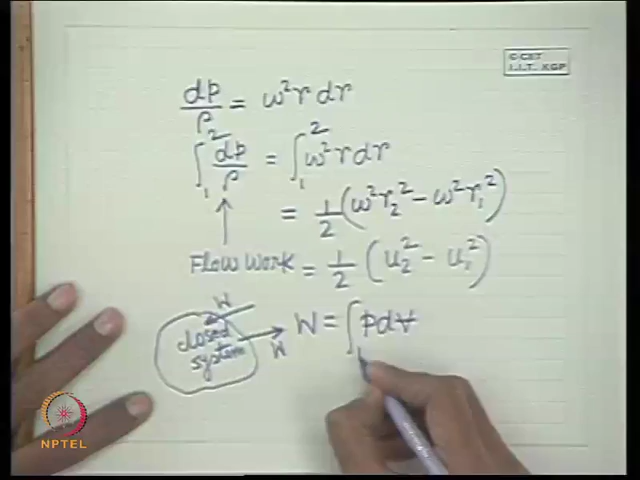 © CET
I.I.T. KGP
dp/ρ = ω²r dr
∫₁² dp/ρ = ∫₁² ω²r dr
= 1/2 (ω²r₂² − ω²r₁²)
Flow Work = 1/2 (U₂² − U₁²)
W
closed system
W
W = ∫ p d∀
NPTEL